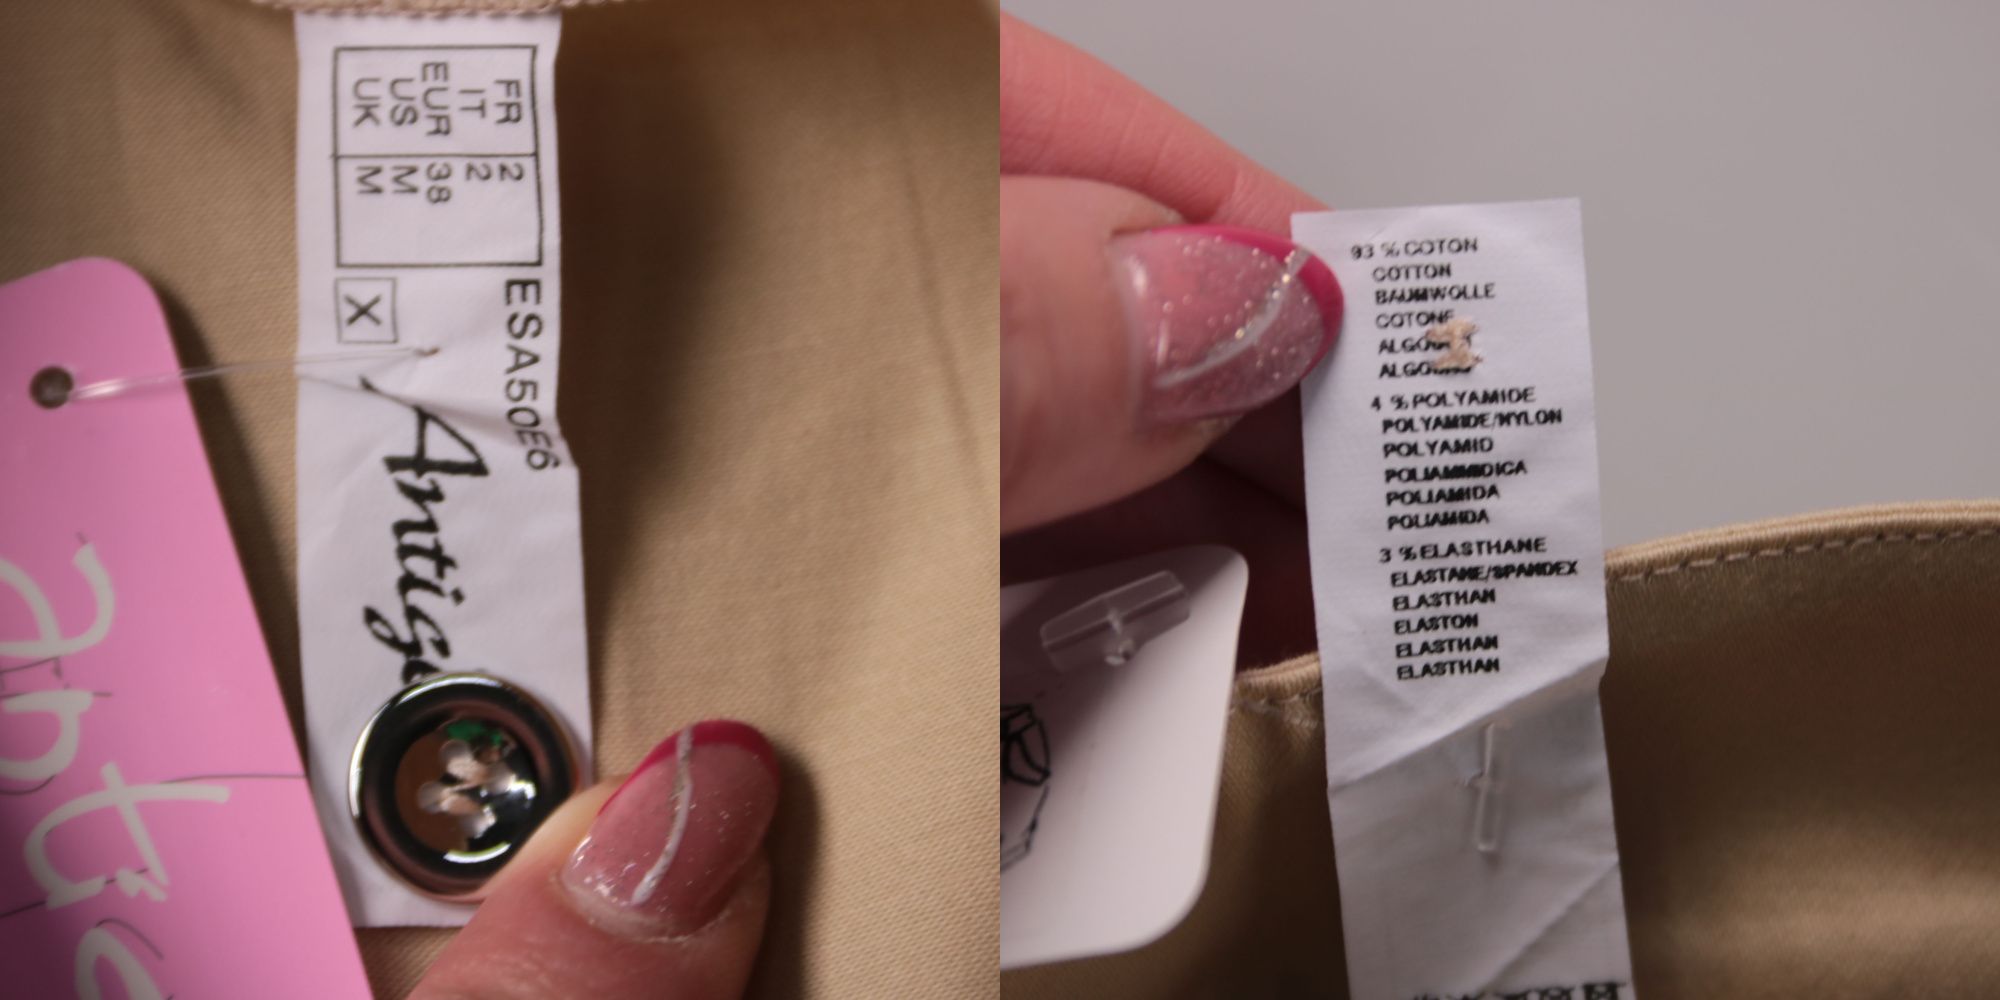 FR 2
IT 2
EUR 38
US M
UK M
X
ESA50E6
93 % COTON
COTTON
BAUMWOLLE
COTONE
4 % POLYAMIDE
POLYAMIDE/NYLON
POLYAMID
POLIAMMIDICA
POLIAMIDA
POLIAMIDA
3 % ELASTHANE
ELASTANE/SPANDEX
ELASTHAN
ELASTON
ELASTHAN
ELASTHAN